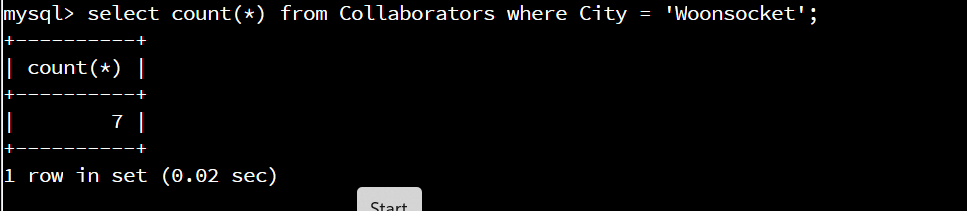 mysql> select count(*) from Collaborators where City = 'Woonsocket';
+----------+
| count(*) |
+----------+
|        7 |
+----------+
1 row in set (0.02 sec)
Start